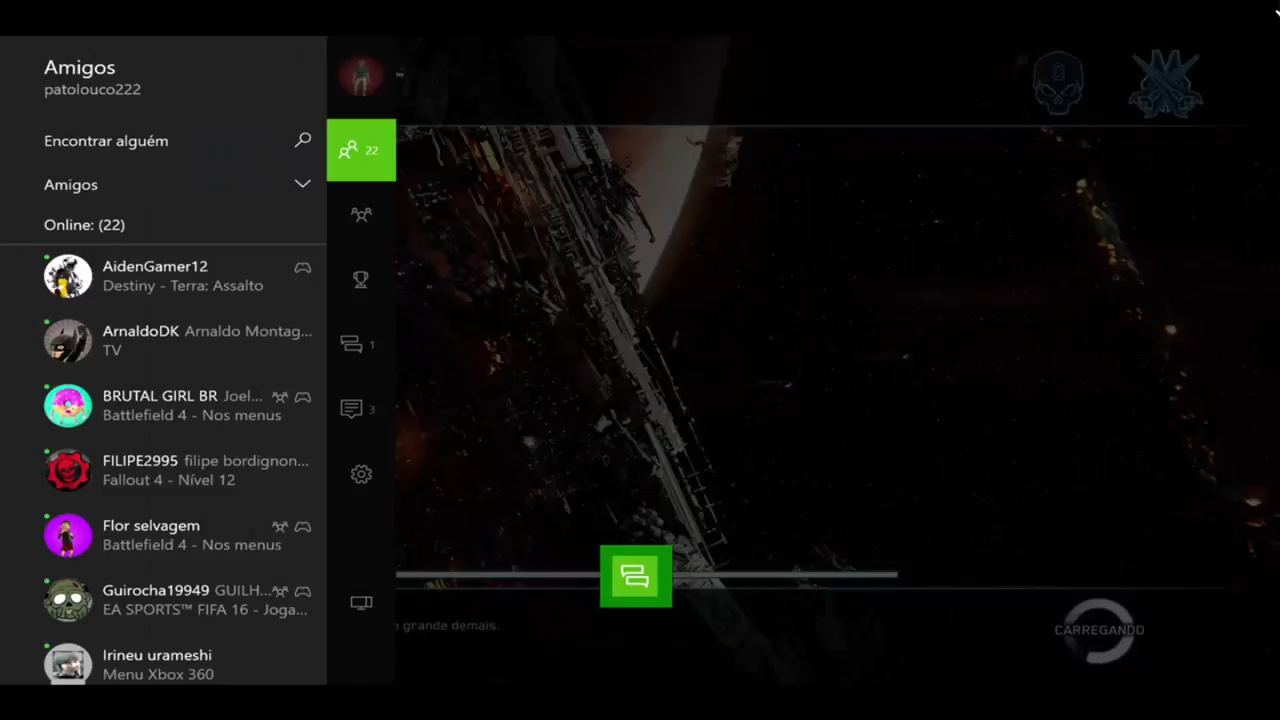 Amigos
patolouco222
Encontrar alguém
Amigos
Online: (22)
AidenGamer12
Destiny - Terra: Assalto
ArnaldoDK Arnaldo Montag...
TV
BRUTAL GIRL BR Joel...
Battlefield 4 - Nos menus
FILIPE2995 filipe bordignon...
Fallout 4 - Nível 12
Flor selvagem
Battlefield 4 - Nos menus
Guirocha19949 GUILH...
EA SPORTS™ FIFA 16 - Joga...
Irineu urameshi
Menu Xbox 360
22
1
3
grande demais.
CARREGANDO